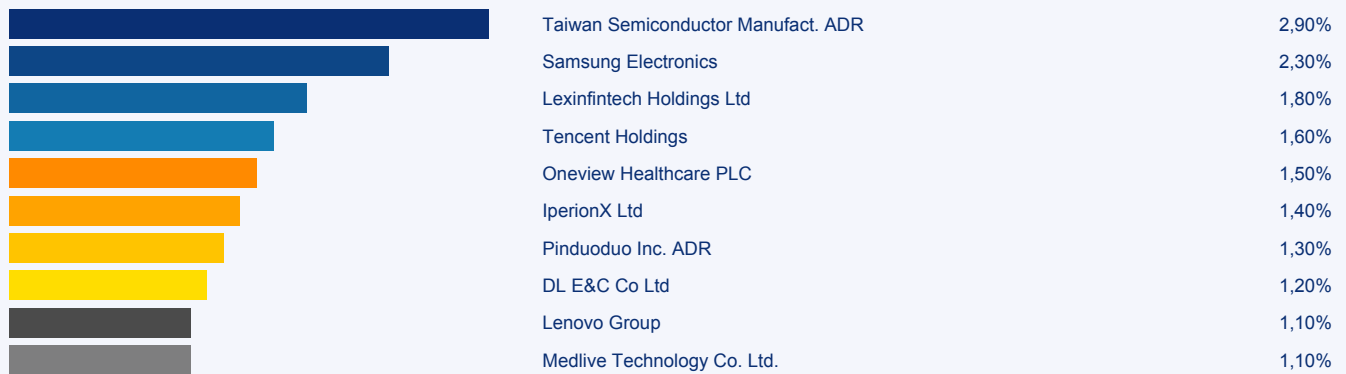 Taiwan Semiconductor Manufact. ADR 2,90%
Samsung Electronics 2,30%
Lexinfintech Holdings Ltd 1,80%
Tencent Holdings 1,60%
Oneview Healthcare PLC 1,50%
IperionX Ltd 1,40%
Pinduoduo Inc. ADR 1,30%
DL E&C Co Ltd 1,20%
Lenovo Group 1,10%
Medlive Technology Co. Ltd. 1,10%